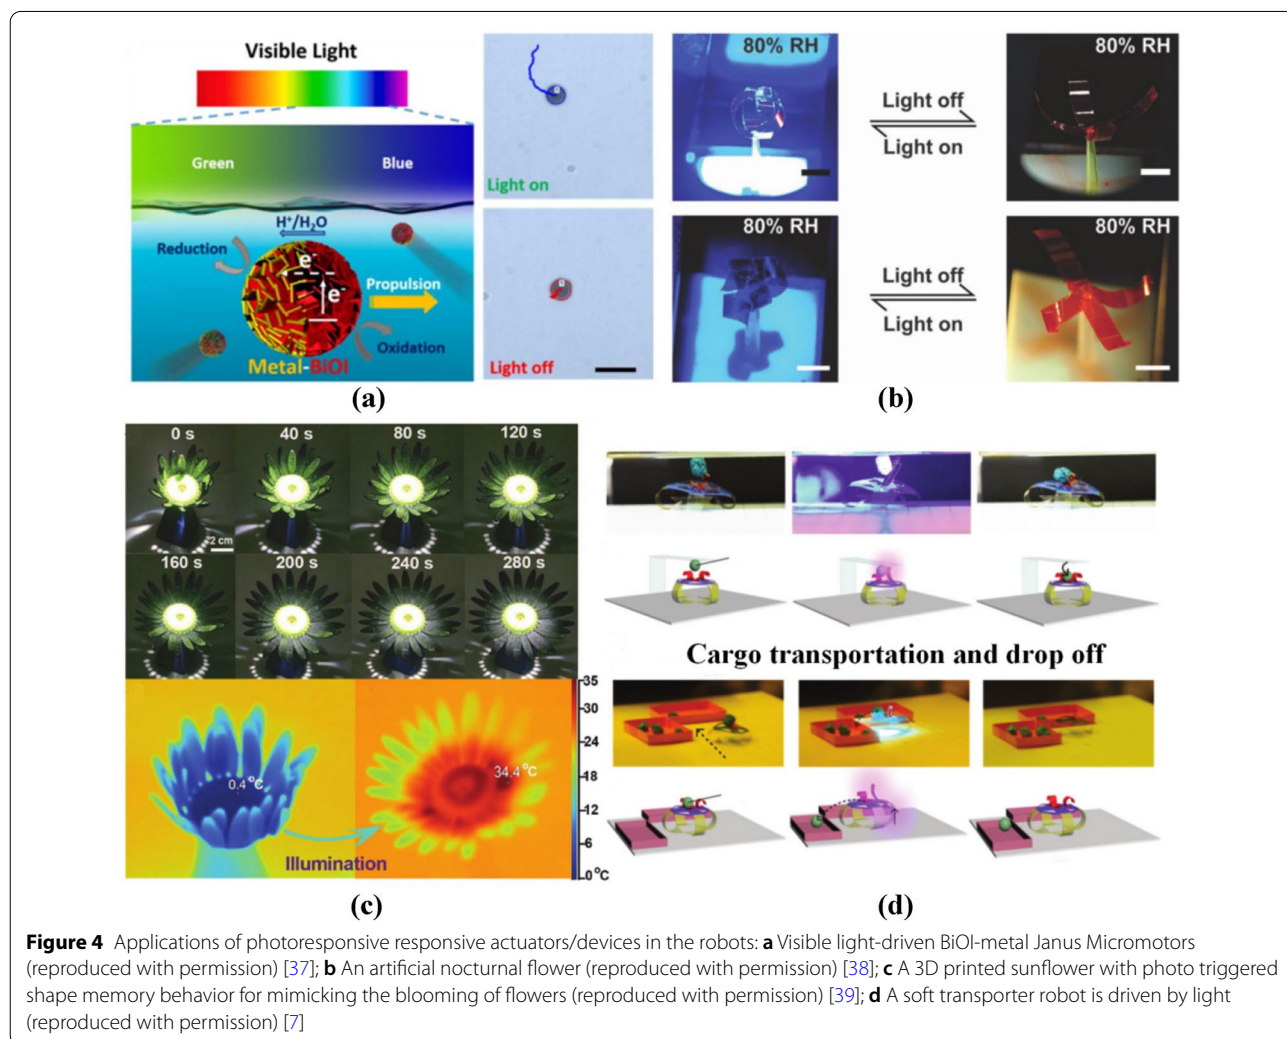 Visible Light
Green
Blue
H⁺/H₂O
Reduction
e⁻
e⁻
Propulsion
Oxidation
Metal-BiOI
Light on
Light off
(a)
80% RH
Light off
Light on
80% RH
80% RH
Light off
Light on
80% RH
(b)
0 s
40 s
80 s
120 s
2 cm
160 s
200 s
240 s
280 s
0.4 °C
34.4 °C
Illumination
35
30
24
18
12
6
0 °C
(c)
Cargo transportation and drop off
(d)
Figure 4 Applications of photoresponsive responsive actuators/devices in the robots: a Visible light-driven BiOI-metal Janus Micromotors
(reproduced with permission) [37]; b An artificial nocturnal flower (reproduced with permission) [38]; c A 3D printed sunflower with photo triggered
shape memory behavior for mimicking the blooming of flowers (reproduced with permission) [39]; d A soft transporter robot is driven by light
(reproduced with permission) [7]